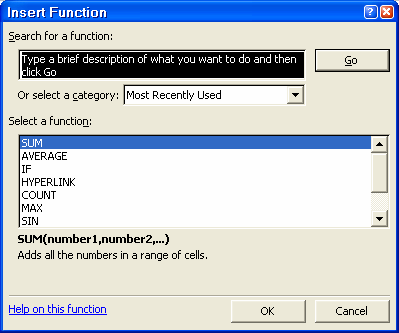 Insert Function
Search for a function:
Type a brief description of what you want to do and then
click Go
Go
Or select a category: Most Recently Used
Select a function:
SUM
AVERAGE
IF
HYPERLINK
COUNT
MAX
SIN
SUM(number1,number2,...)
Adds all the numbers in a range of cells.
Help on this function
OK
Cancel